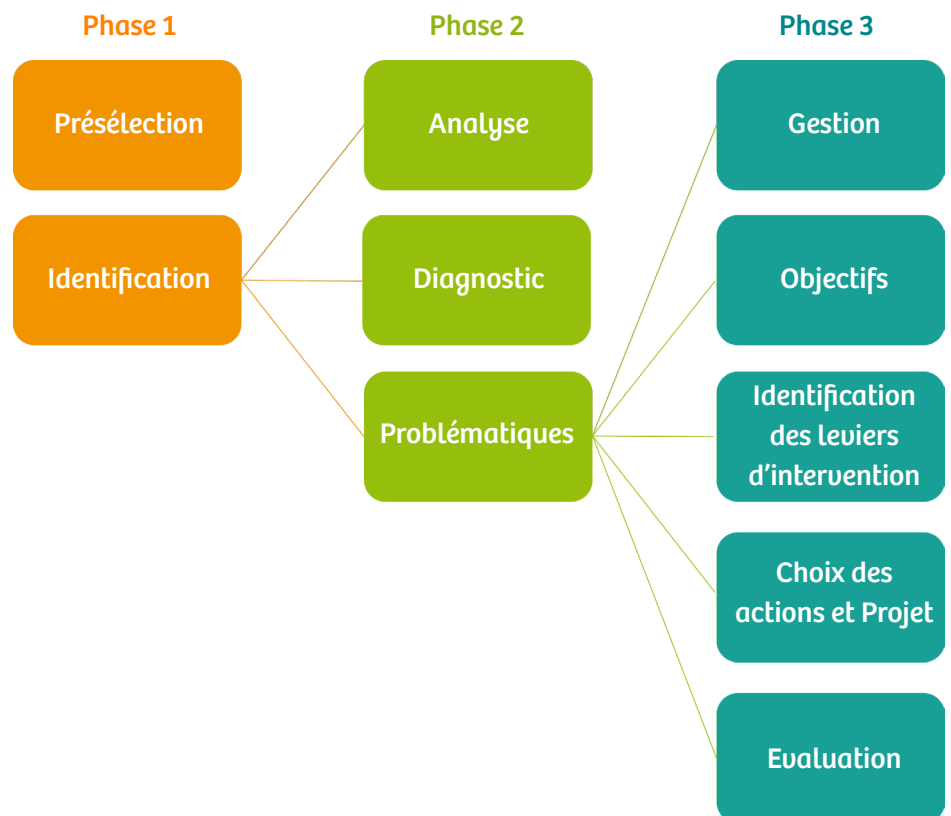 Phase 1
Présélection
Identification
Phase 2
Analyse
Diagnostic
Problématiques
Phase 3
Gestion
Objectifs
Identification
des leviers
d'intervention
Choix des
actions et Projet
Evaluation